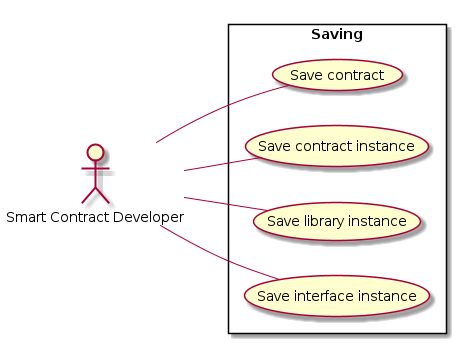 Saving
Save contract
Save contract instance
Smart Contract Developer
Save library instance
Save interface instance